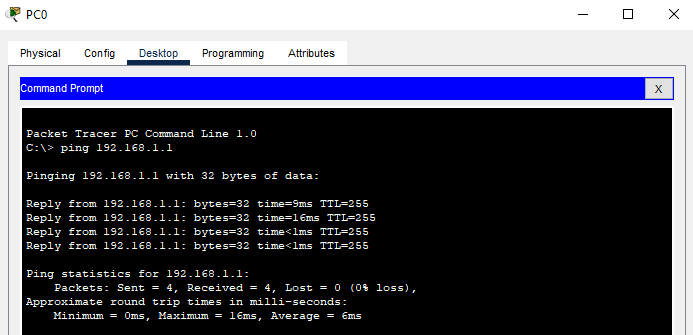 PC0
Physical Config Desktop Programming Attributes
Command Prompt X
Packet Tracer PC Command Line 1.0
C:\> ping 192.168.1.1
Pinging 192.168.1.1 with 32 bytes of data:
Reply from 192.168.1.1: bytes=32 time=9ms TTL=255
Reply from 192.168.1.1: bytes=32 time=16ms TTL=255
Reply from 192.168.1.1: bytes=32 time<1ms TTL=255
Reply from 192.168.1.1: bytes=32 time<1ms TTL=255
Ping statistics for 192.168.1.1:
Packets: Sent = 4, Received = 4, Lost = 0 (0% loss),
Approximate round trip times in milli-seconds:
Minimum = 0ms, Maximum = 16ms, Average = 6ms